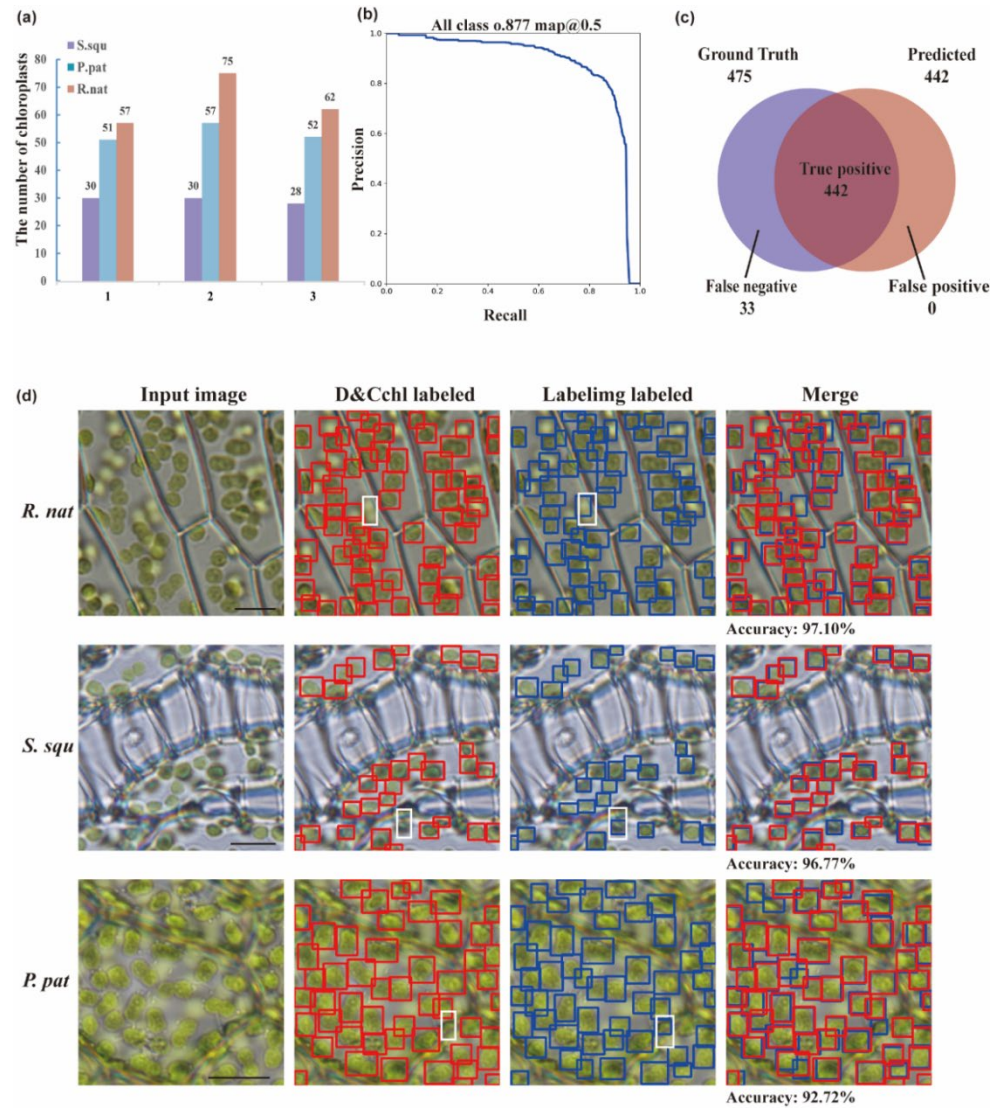 (a)
S.squ
P.pat
R.nat
The number of chloroplasts
80
70
60
50
40
30
20
10
0
30
51
57
30
57
75
28
52
62
1
2
3
(b)
All class o.877 map@0.5
Precision
1.0
0.8
0.6
0.4
0.2
0.0
0.0
0.2
0.4
0.6
0.8
1.0
Recall
(c)
Ground Truth
475
Predicted
442
True positive
442
False negative
33
False positive
0
(d)
Input image
D&Cchl labeled
Labelimg labeled
Merge
R. nat
Accuracy: 97.10%
S. squ
Accuracy: 96.77%
P. pat
Accuracy: 92.72%